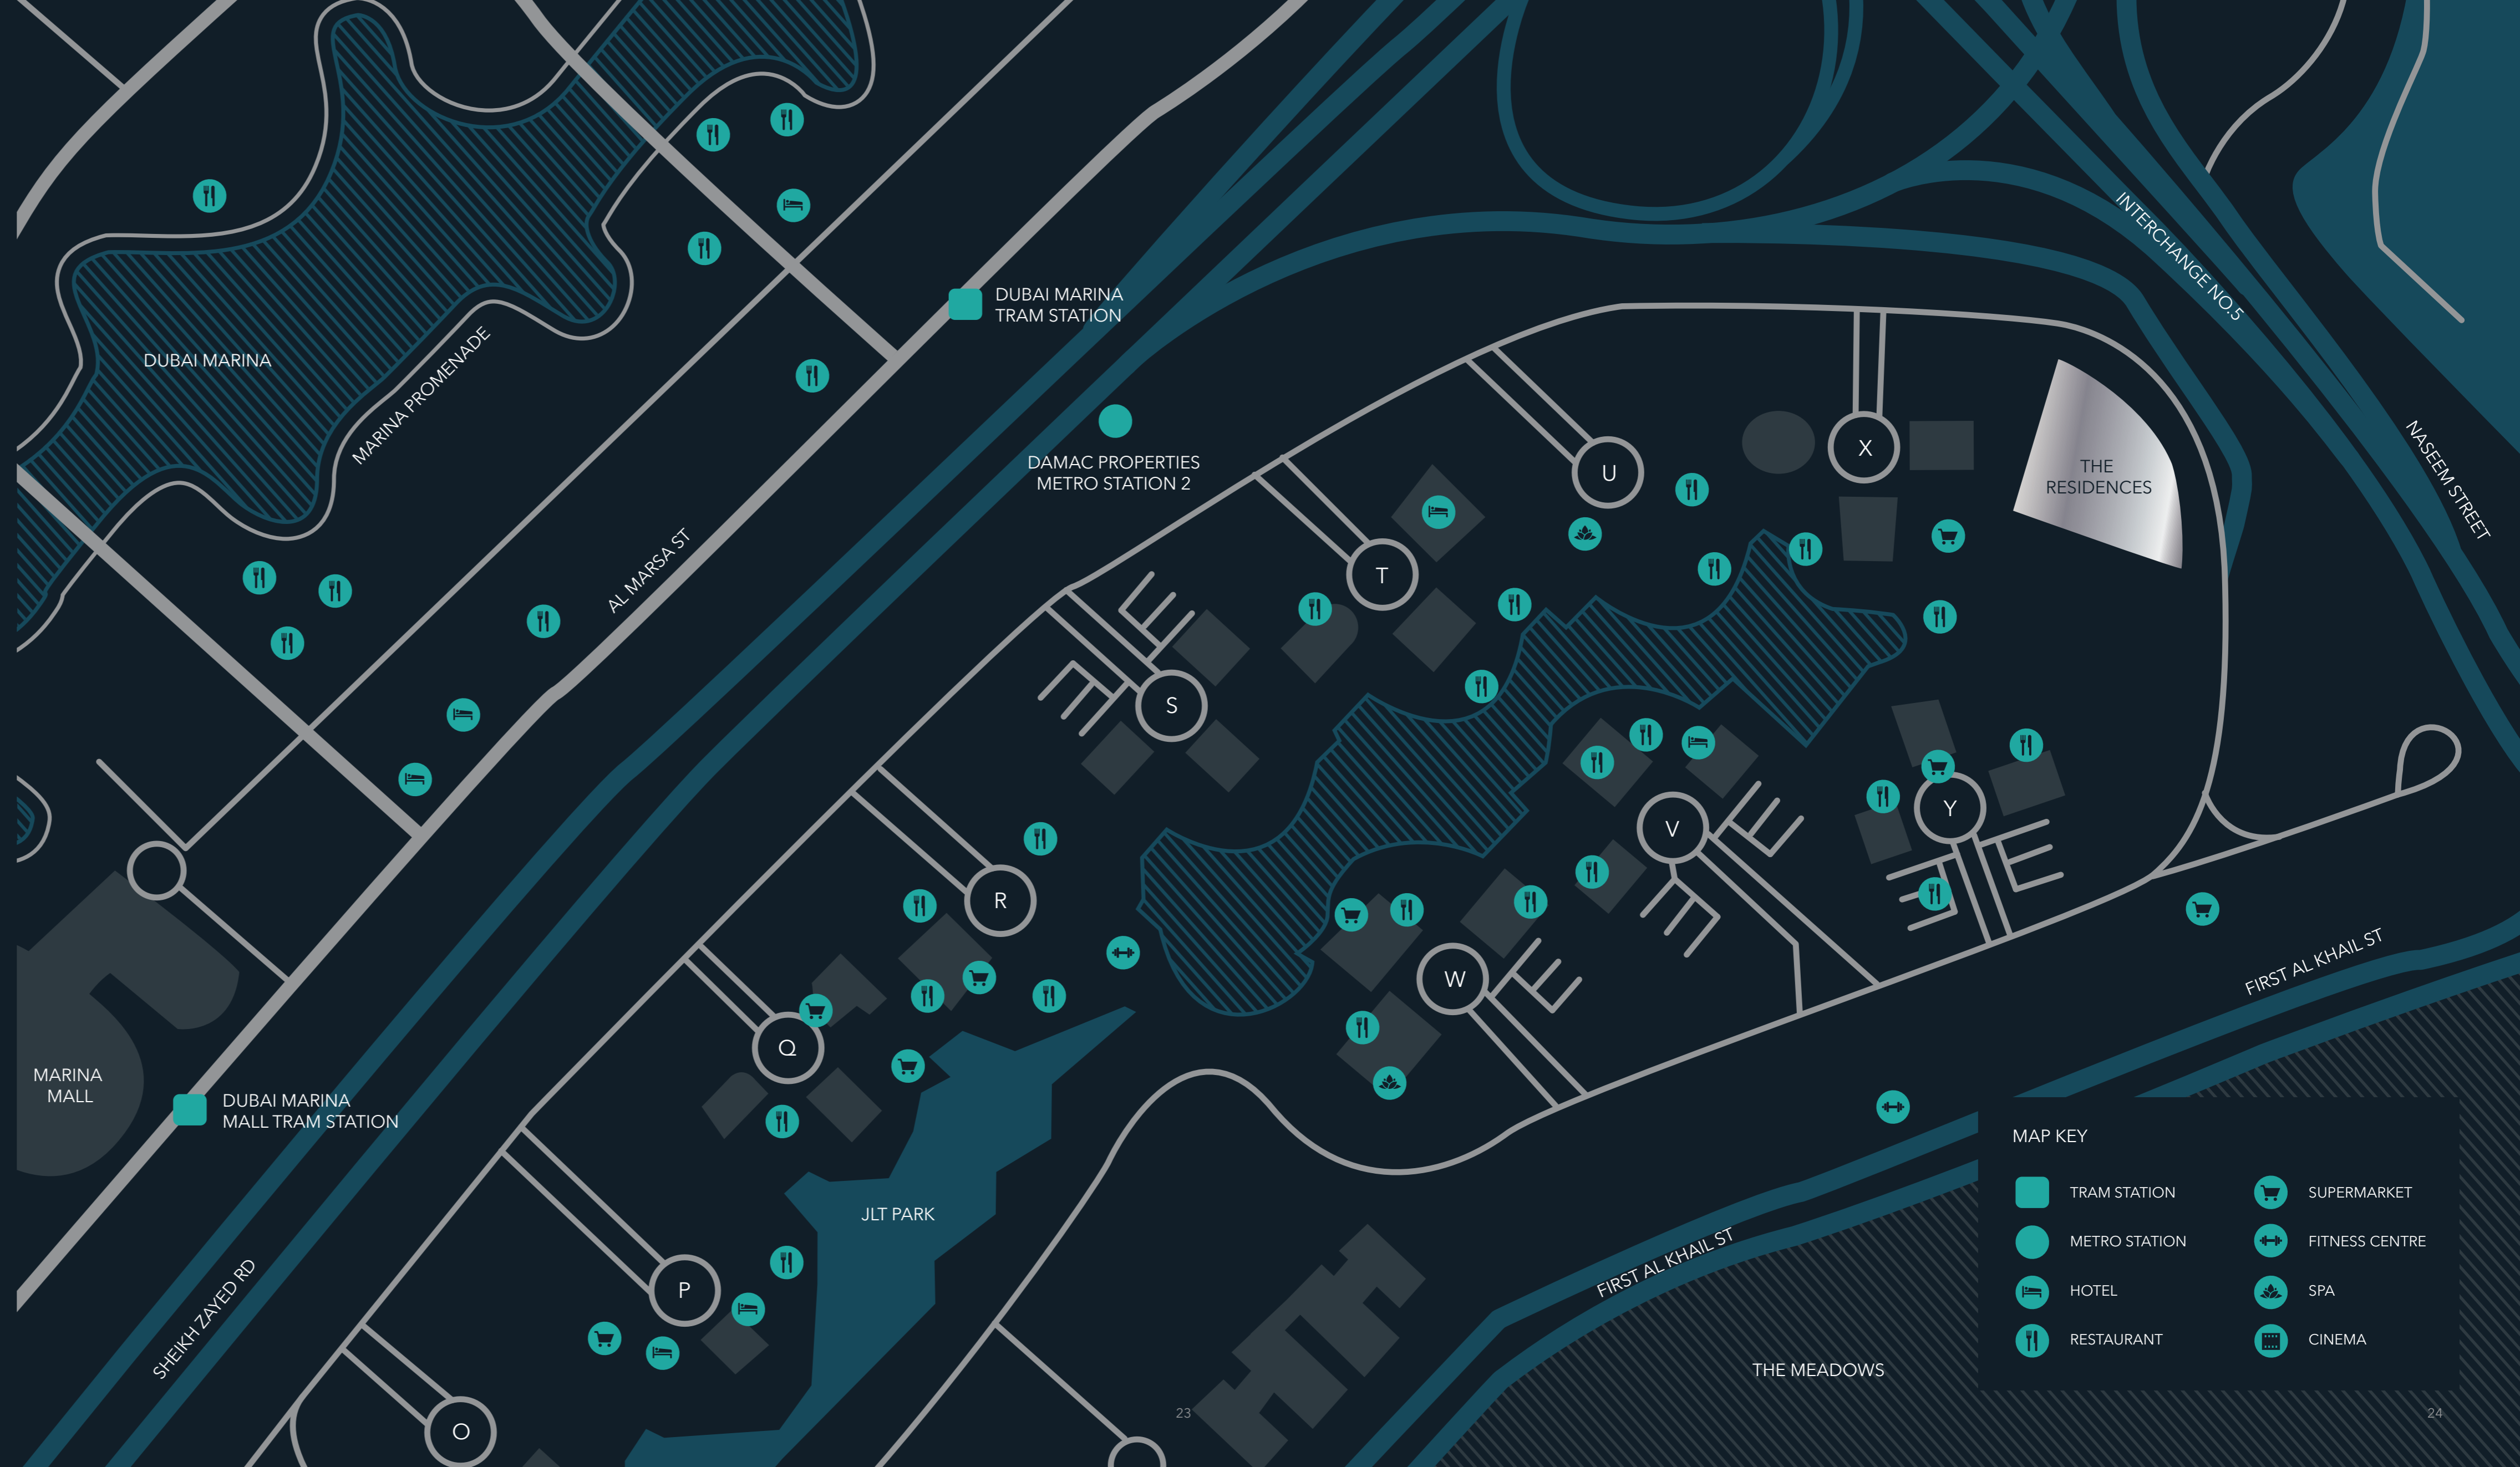 INTERCHANGE NO.5
DUBAI MARINA
TRAM STATION
DUBAI MARINA
MARINA PROMENADE
NASEEM STREET
DAMAC PROPERTIES
METRO STATION 2
U
X
THE
RESIDENCES
AL MARSA ST
T
S
V
Y
R
W
FIRST AL KHAIL ST
Q
MARINA
MALL
DUBAI MARINA
MALL TRAM STATION
JLT PARK
SHEIKH ZAYED RD
P
FIRST AL KHAIL ST
THE MEADOWS
O
MAP KEY
TRAM STATION
METRO STATION
HOTEL
RESTAURANT
SUPERMARKET
FITNESS CENTRE
SPA
CINEMA
23
24